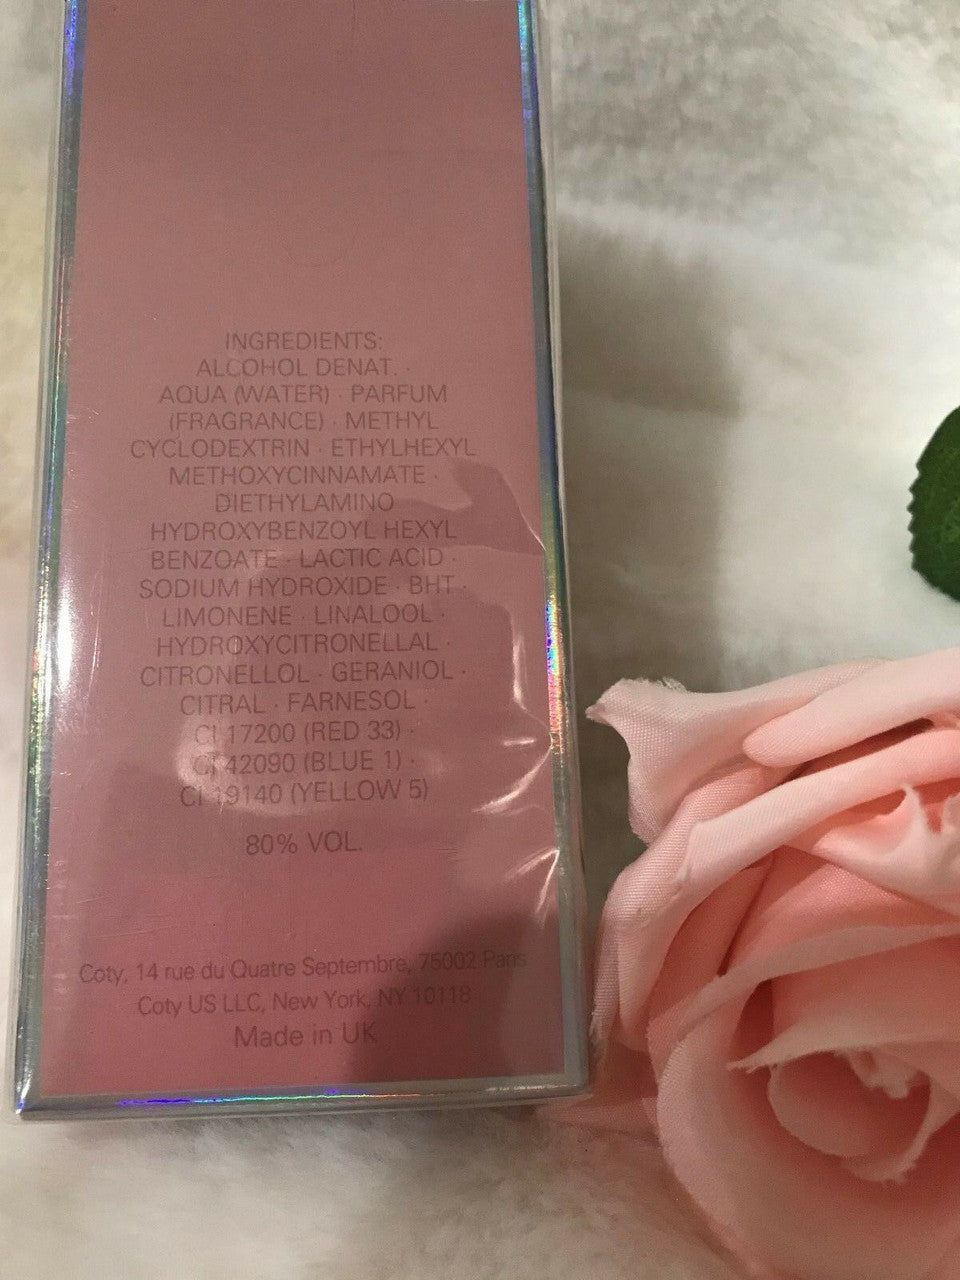 INGREDIENTS:
ALCOHOL DENAT. ·
AQUA (WATER) · PARFUM
(FRAGRANCE) · METHYL
CYCLODEXTRIN · ETHYLHEXYL
METHOXYCINNAMATE ·
DIETHYLAMINO
HYDROXYBENZOYL HEXYL
BENZOATE · LACTIC ACID ·
SODIUM HYDROXIDE · BHT ·
LIMONENE · LINALOOL ·
HYDROXYCITRONELLAL ·
CITRONELLOL · GERANIOL ·
CITRAL · FARNESOL ·
CI 17200 (RED 33) ·
CI 42090 (BLUE 1) ·
CI 19140 (YELLOW 5)
80% VOL.
Coty, 14 rue du Quatre Septembre, 75002 Paris
Coty US LLC, New York, NY 10118
Made in UK